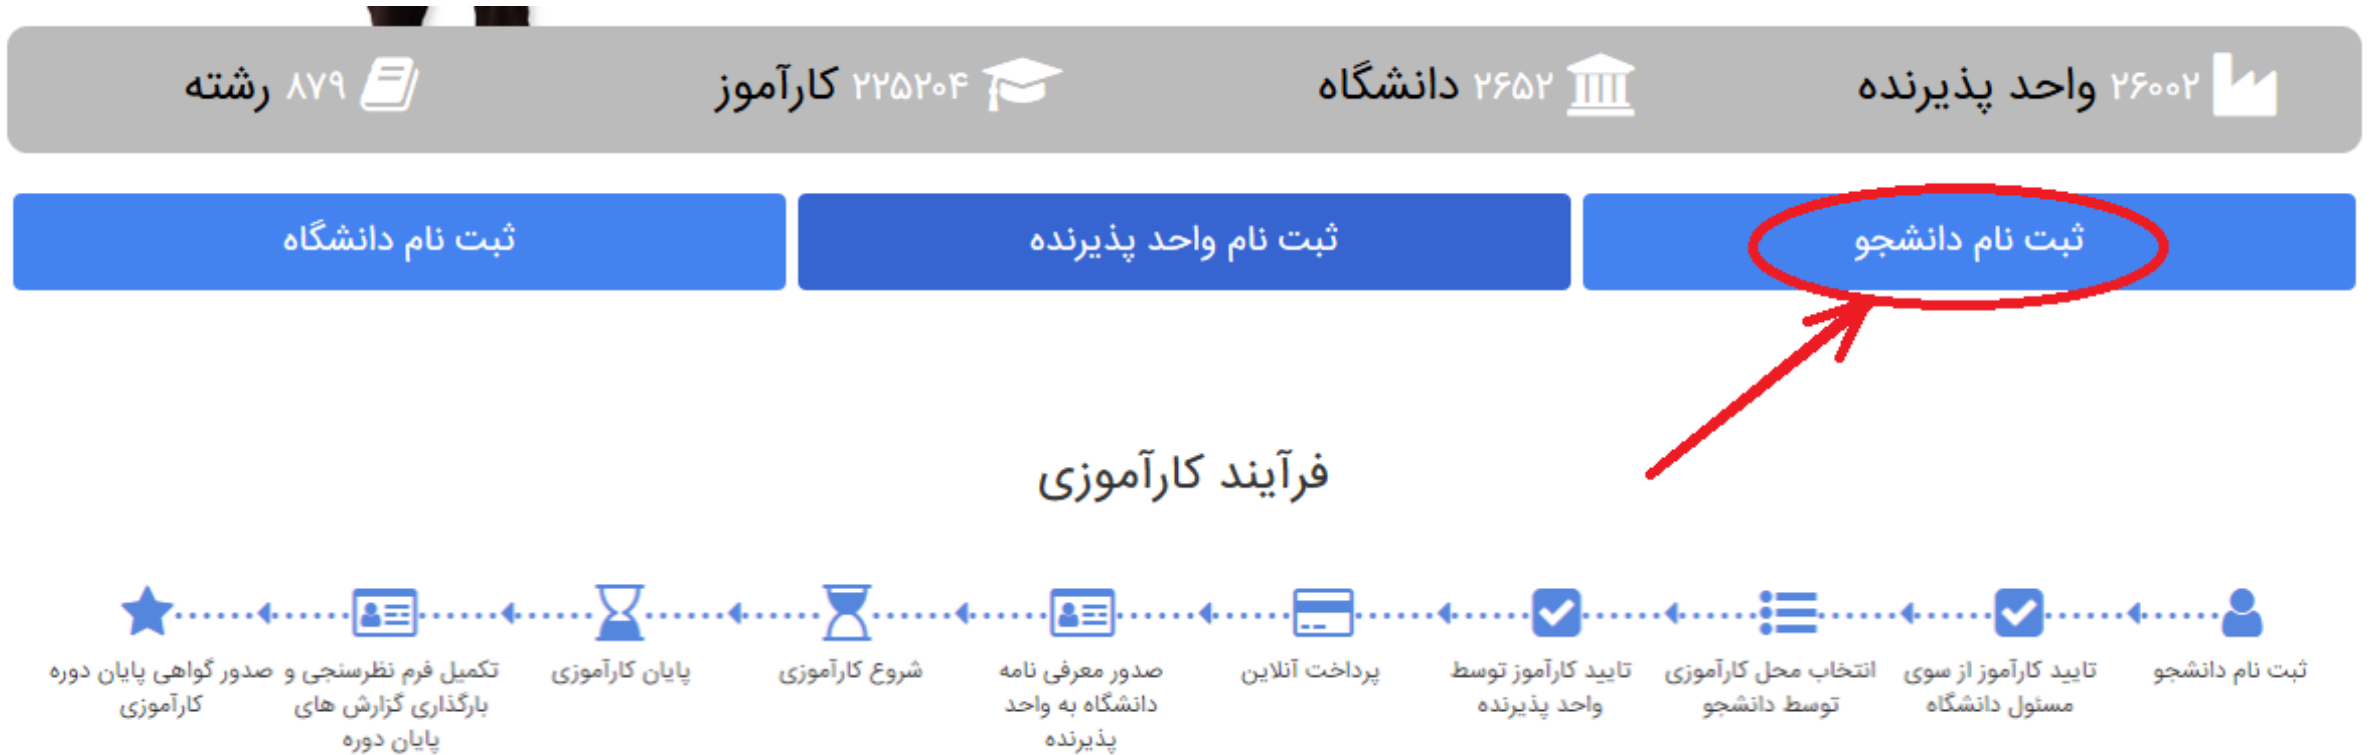 ۲۶۰۰۲ واحد پذیرنده
۲۶۵۲ دانشگاه
۲۲۵۲۰۴ کارآموز
۸۷۹ رشته
ثبت نام دانشجو
ثبت نام واحد پذیرنده
ثبت نام دانشگاه
فرآیند کارآموزی
ثبت نام دانشجو
تایید کارآموز از سوی
مسئول دانشگاه
انتخاب محل کارآموزی
توسط دانشجو
تایید کارآموز توسط
واحد پذیرنده
پرداخت آنلاین
صدور معرفی نامه
دانشگاه به واحد
پذیرنده
شروع کارآموزی
پایان کارآموزی
تکمیل فرم نظرسنجی و
بارگذاری گزارش های
پایان دوره
صدور گواهی پایان دوره
کارآموزی